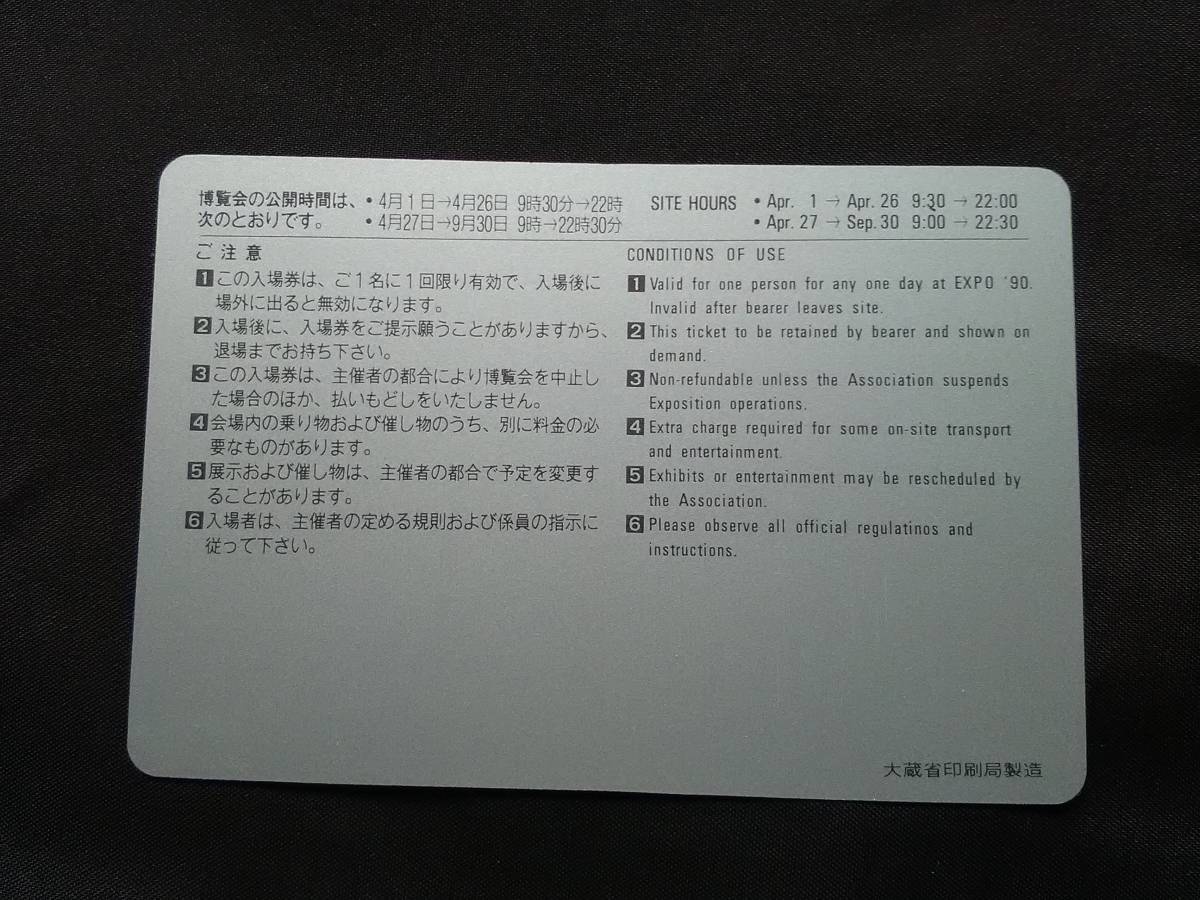 博覧会の公開時間は、・4月1日→4月26日 9時30分→22時
次のとおりです。 ・4月27日→9月30日 9時→22時30分
SITE HOURS ・Apr. 1 → Apr. 26 9:30 → 22:00
・Apr. 27 → Sep. 30 9:00 → 22:30
ご注意
1 この入場券は、ご1名に1回限り有効で、入場後に
場外に出ると無効になります。
2 入場後に、入場券をご提示願うことがありますから、
退場までお持ち下さい。
3 この入場券は、主催者の都合により博覧会を中止し
た場合のほか、払いもどしをいたしません。
4 会場内の乗り物および催し物のうち、別に料金の必
要なものがあります。
5 展示および催し物は、主催者の都合で予定を変更す
ることがあります。
6 入場者は、主催者の定める規則および係員の指示に
従って下さい。
CONDITIONS OF USE
1 Valid for one person for any one day at EXPO '90.
Invalid after bearer leaves site.
2 This ticket to be retained by bearer and shown on
demand.
3 Non-refundable unless the Association suspends
Exposition operations.
4 Extra charge required for some on-site transport
and entertainment.
5 Exhibits or entertainment may be rescheduled by
the Association.
6 Please observe all official regulatinos and
instructions.
大蔵省印刷局製造